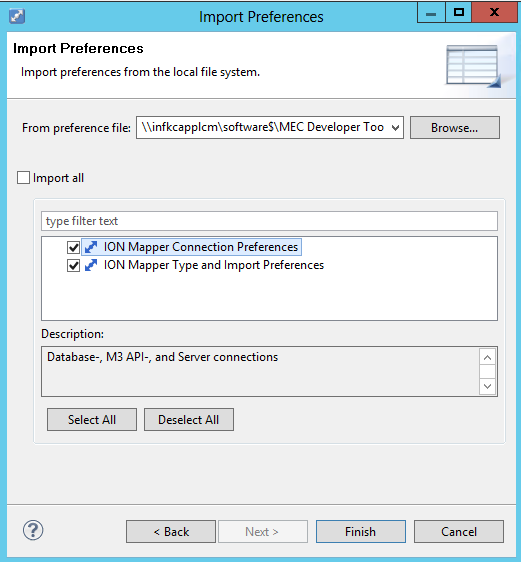 Import Preferences
Import Preferences
Import preferences from the local file system.
From preference file: \\infkcapplcm\software$\MEC Developer Too Browse...
Import all
type filter text
ION Mapper Connection Preferences
ION Mapper Type and Import Preferences
Description:
Database-, M3 API-, and Server connections
Select All Deselect All
? < Back Next > Finish Cancel